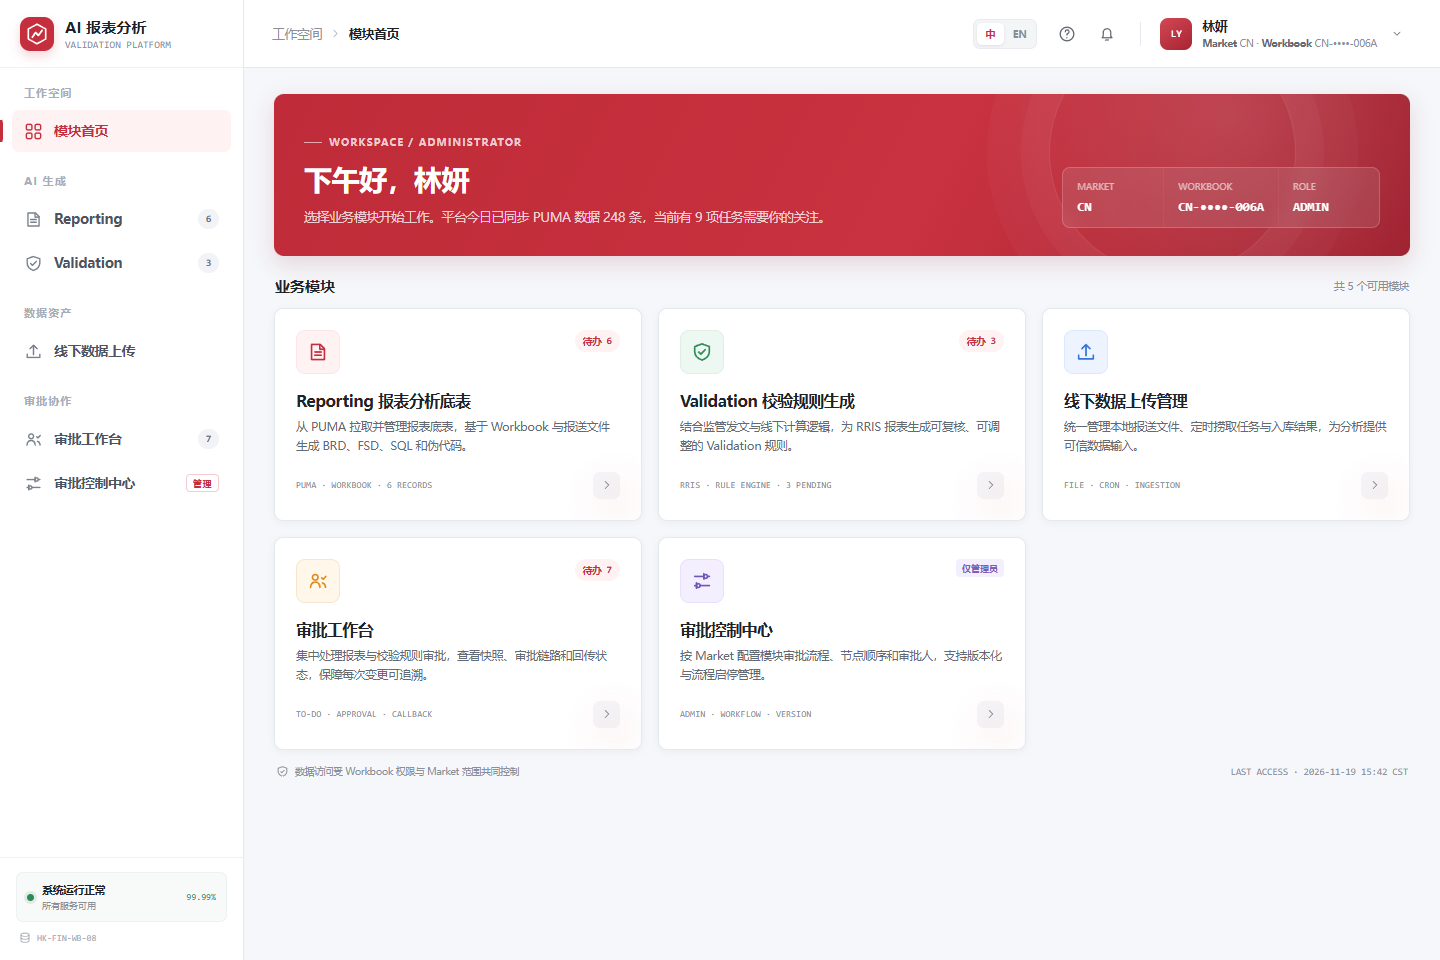 AI 报表分析
VALIDATION PLATFORM
工作空间
模块首页
AI 生成
Reporting 6
Validation 3
数据资产
线下数据上传
审批协作
审批工作台 7
审批控制中心 管理
系统运行正常
所有服务可用
99.99%
HK-FIN-WB-08
工作空间 > 模块首页
中 EN
LY
林妍
Market CN · Workbook CN-••••-006A
WORKSPACE / ADMINISTRATOR
下午好，林妍
选择业务模块开始工作。平台今日已同步 PUMA 数据 248 条，当前有 9 项任务需要你的关注。
MARKET WORKBOOK ROLE
CN CN-••••-006A ADMIN
业务模块
共 5 个可用模块
待办 6
Reporting 报表分析底表
从 PUMA 拉取并管理报表底表，基于 Workbook 与报送文件
生成 BRD、FSD、SQL 和伪代码。
PUMA · WORKBOOK · 6 RECORDS
待办 3
Validation 校验规则生成
结合监管发文与线下计算逻辑，为 RRIS 报表生成可复核、可调
整的 Validation 规则。
RRIS · RULE ENGINE · 3 PENDING
线下数据上传管理
统一管理本地报送文件、定时捞取任务与入库结果，为分析提供
可信数据输入。
FILE · CRON · INGESTION
待办 7
审批工作台
集中处理报表与校验规则审批，查看快照、审批链路和回传状
态，保障每次变更可追溯。
TO-DO · APPROVAL · CALLBACK
仅管理员
审批控制中心
按 Market 配置模块审批流程、节点顺序和审批人，支持版本化
与流程启停管理。
ADMIN · WORKFLOW · VERSION
数据访问受 Workbook 权限与 Market 范围共同控制
LAST ACCESS · 2026-11-19 15:42 CST